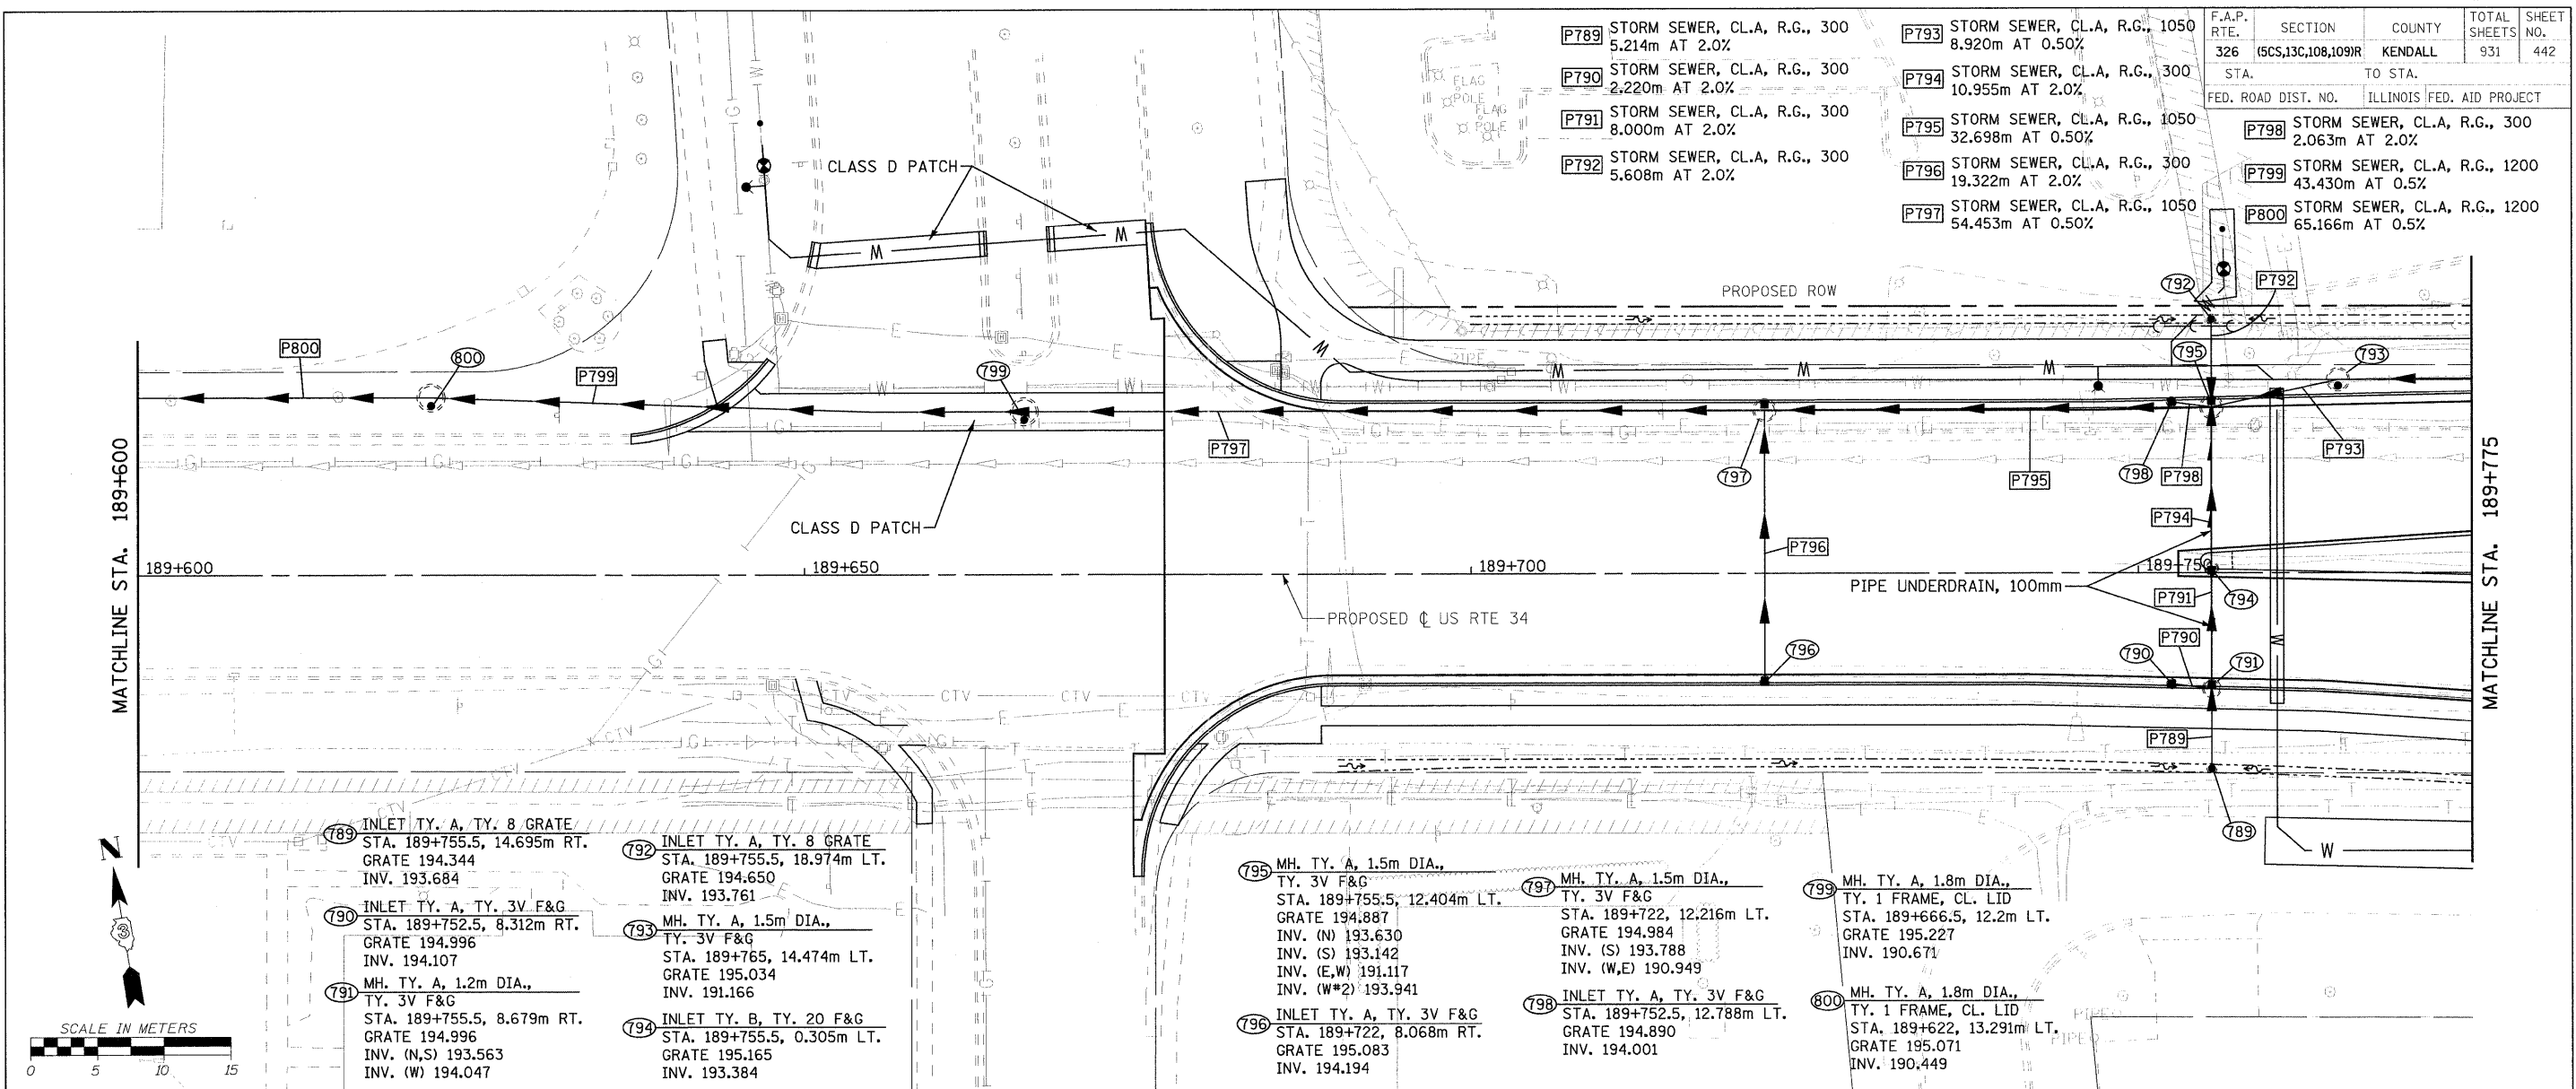 P789 STORM SEWER, CL.A, R.G., 300
5.214m AT 2.0%
P790 STORM SEWER, CL.A, R.G., 300
2.220m AT 2.0%
P791 STORM SEWER, CL.A, R.G., 300
8.000m AT 2.0%
P792 STORM SEWER, CL.A, R.G., 300
5.608m AT 2.0%
P793 STORM SEWER, CL.A, R.G., 1050
8.920m AT 0.50%
P794 STORM SEWER, CL.A, R.G., 300
10.955m AT 2.0%
P795 STORM SEWER, CL.A, R.G., 1050
32.698m AT 0.50%
P796 STORM SEWER, CL.A, R.G., 300
19.322m AT 2.0%
P797 STORM SEWER, CL.A, R.G., 1050
54.453m AT 0.50%
F.A.P. RTE. SECTION COUNTY TOTAL SHEETS SHEET NO.
326 (5CS,13C,108,109)R KENDALL 931 442
STA. TO STA.
FED. ROAD DIST. NO. ILLINOIS FED. AID PROJECT
P798 STORM SEWER, CL.A, R.G., 300
2.063m AT 2.0%
P799 STORM SEWER, CL.A, R.G., 1200
43.430m AT 0.5%
P800 STORM SEWER, CL.A, R.G., 1200
65.166m AT 0.5%
FLAG
POLE
FLAG
POLE
CLASS D PATCH
W
W
M
M
M
M
M
PROPOSED ROW
792
P792
P800
800
P799
799
P797
797
P795
795
798
P798
793
P793
PIPE
MATCHLINE STA. 189+600
MATCHLINE STA. 189+775
CLASS D PATCH
189+600
189+650
189+700
189+750
P796
P794
PIPE UNDERDRAIN, 100mm
P791
794
PROPOSED ℄ US RTE 34
796
P790
790
791
CTV
CTV
CTV
CTV
CTV
CTV
CTV
P789
789
W
W
789 INLET TY. A, TY. 8 GRATE
STA. 189+755.5, 14.695m RT.
GRATE 194.344
INV. 193.684
790 INLET TY. A, TY. 3V F&G
STA. 189+752.5, 8.312m RT.
GRATE 194.996
INV. 194.107
791 MH. TY. A, 1.2m DIA.,
TY. 3V F&G
STA. 189+755.5, 8.679m RT.
GRATE 194.996
INV. (N,S) 193.563
INV. (W) 194.047
792 INLET TY. A, TY. 8 GRATE
STA. 189+755.5, 18.974m LT.
GRATE 194.650
INV. 193.761
793 MH. TY. A, 1.5m DIA.,
TY. 3V F&G
STA. 189+765, 14.474m LT.
GRATE 195.034
INV. 191.166
794 INLET TY. B, TY. 20 F&G
STA. 189+755.5, 0.305m LT.
GRATE 195.165
INV. 193.384
795 MH. TY. A, 1.5m DIA.,
TY. 3V F&G
STA. 189+755.5, 12.404m LT.
GRATE 194.887
INV. (N) 193.630
INV. (S) 193.142
INV. (E,W) 191.117
INV. (W#2) 193.941
796 INLET TY. A, TY. 3V F&G
STA. 189+722, 8.068m RT.
GRATE 195.083
INV. 194.194
797 MH. TY. A, 1.5m DIA.,
TY. 3V F&G
STA. 189+722, 12.216m LT.
GRATE 194.984
INV. (S) 193.788
INV. (W,E) 190.949
798 INLET TY. A, TY. 3V F&G
STA. 189+752.5, 12.788m LT.
GRATE 194.890
INV. 194.001
799 MH. TY. A, 1.8m DIA.,
TY. 1 FRAME, CL. LID
STA. 189+666.5, 12.2m LT.
GRATE 195.227
INV. 190.671
800 MH. TY. A, 1.8m DIA.,
TY. 1 FRAME, CL. LID
STA. 189+622, 13.291m LT.
GRATE 195.071
INV. 190.449
PIPE
PIPE
N
3
SCALE IN METERS
0 5 10 15